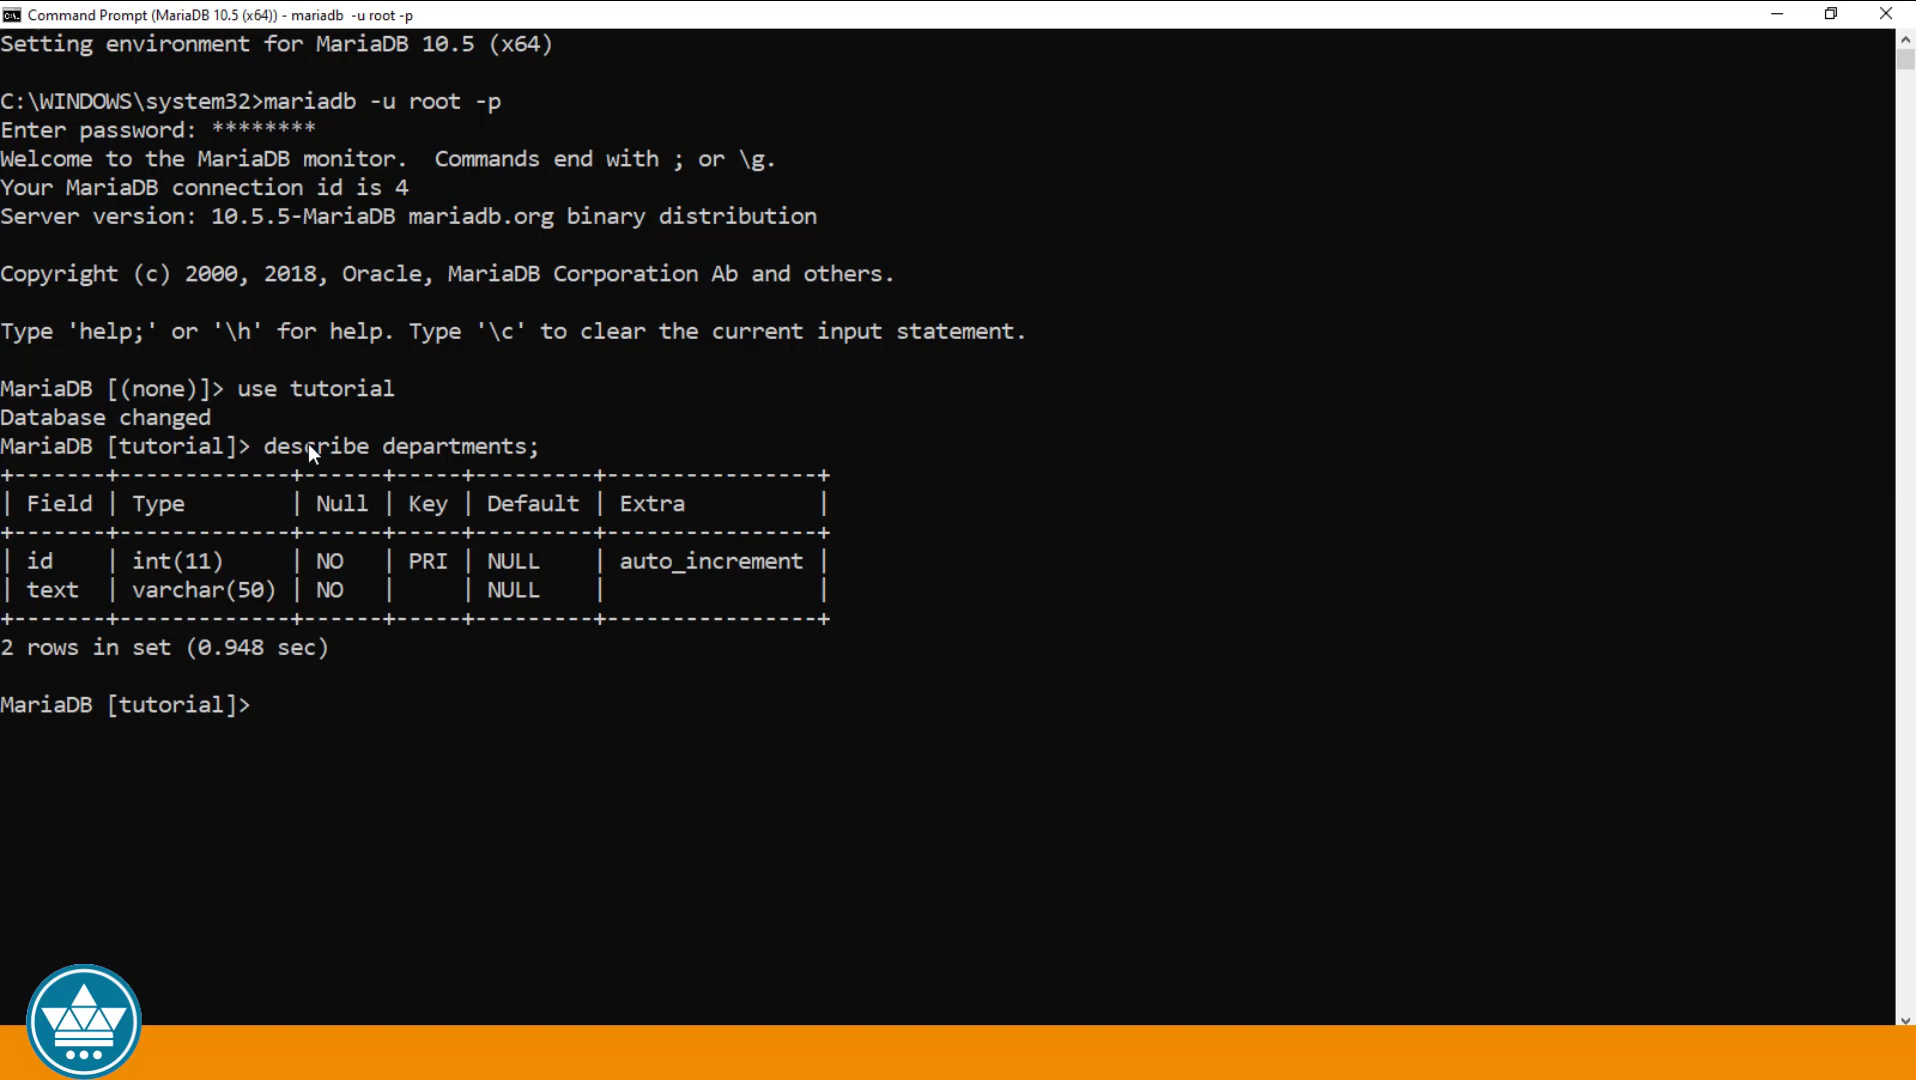 Command Prompt (MariaDB 10.5 (x64)) - mariadb  -u root -p
Setting environment for MariaDB 10.5 (x64)
C:\WINDOWS\system32>mariadb -u root -p
Enter password: ********
Welcome to the MariaDB monitor.  Commands end with ; or \g.
Your MariaDB connection id is 4
Server version: 10.5.5-MariaDB mariadb.org binary distribution
Copyright (c) 2000, 2018, Oracle, MariaDB Corporation Ab and others.
Type 'help;' or '\h' for help. Type '\c' to clear the current input statement.
MariaDB [(none)]> use tutorial
Database changed
MariaDB [tutorial]> describe departments;
+-------+-------------+------+-----+---------+----------------+
| Field | Type        | Null | Key | Default | Extra          |
+-------+-------------+------+-----+---------+----------------+
| id    | int(11)     | NO   | PRI | NULL    | auto_increment |
| text  | varchar(50) | NO   |     | NULL    |                |
+-------+-------------+------+-----+---------+----------------+
2 rows in set (0.948 sec)
MariaDB [tutorial]>